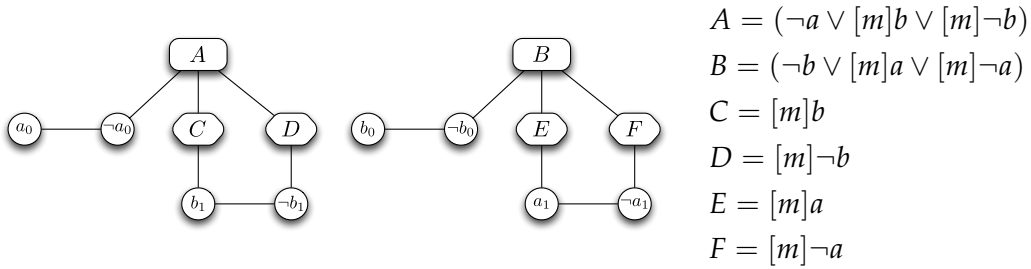 A
a₀ ¬a₀ C D
b₁ ¬b₁
B
b₀ ¬b₀ E F
a₁ ¬a₁
A = (¬a ∨ [m]b ∨ [m]¬b)
B = (¬b ∨ [m]a ∨ [m]¬a)
C = [m]b
D = [m]¬b
E = [m]a
F = [m]¬a